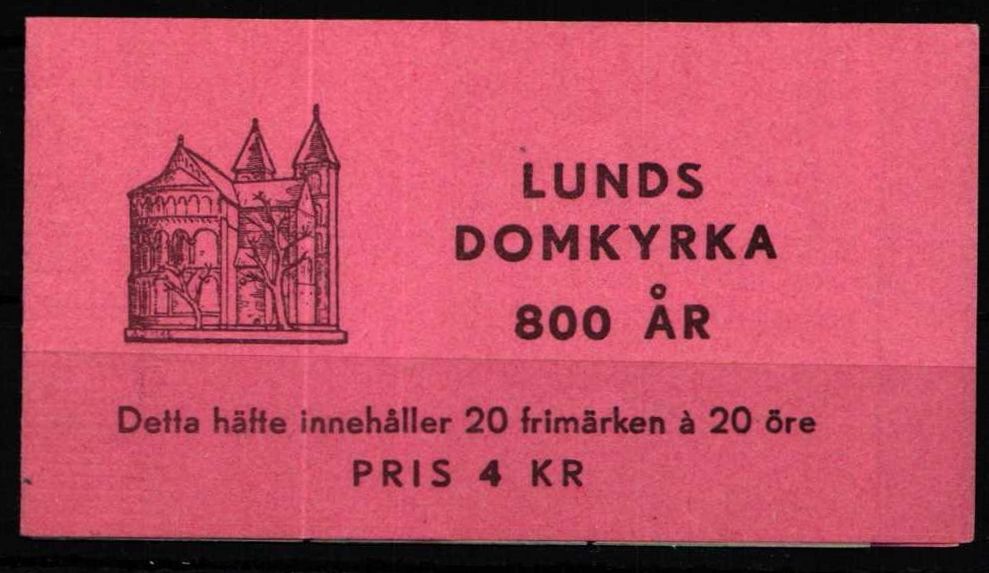 LUNDS
DOMKYRKA
800 ÅR
Detta häfte innehåller 20 frimärken à 20 öre
PRIS 4 KR